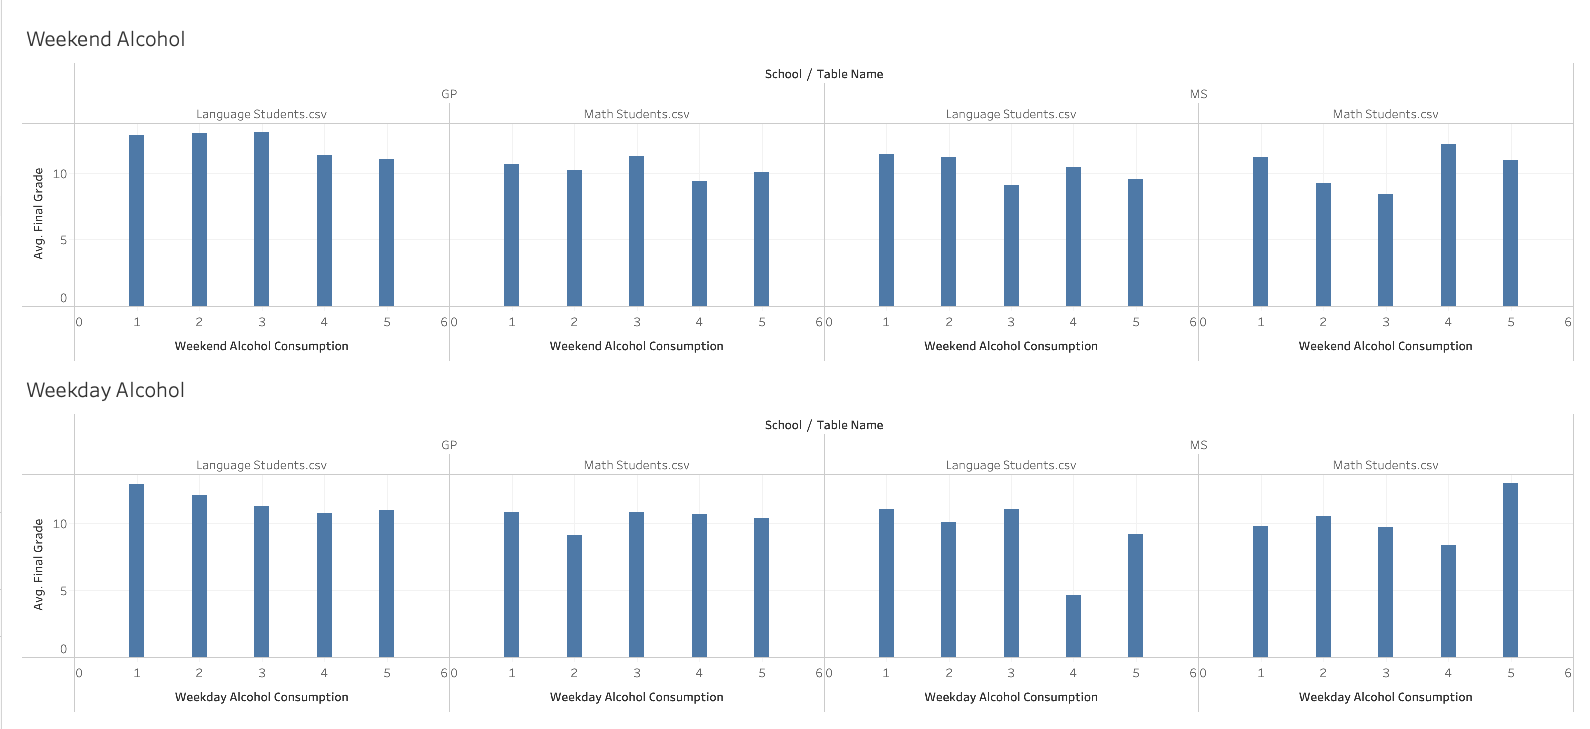 Weekend Alcohol
School / Table Name
GP MS
Language Students.csv Math Students.csv Language Students.csv Math Students.csv
Avg. Final Grade
10
5
0
0 1 2 3 4 5 6 0 1 2 3 4 5 6 0 1 2 3 4 5 6 0 1 2 3 4 5 6
Weekend Alcohol Consumption Weekend Alcohol Consumption Weekend Alcohol Consumption Weekend Alcohol Consumption
Weekday Alcohol
School / Table Name
GP MS
Language Students.csv Math Students.csv Language Students.csv Math Students.csv
Avg. Final Grade
10
5
0
0 1 2 3 4 5 6 0 1 2 3 4 5 6 0 1 2 3 4 5 6 0 1 2 3 4 5 6
Weekday Alcohol Consumption Weekday Alcohol Consumption Weekday Alcohol Consumption Weekday Alcohol Consumption